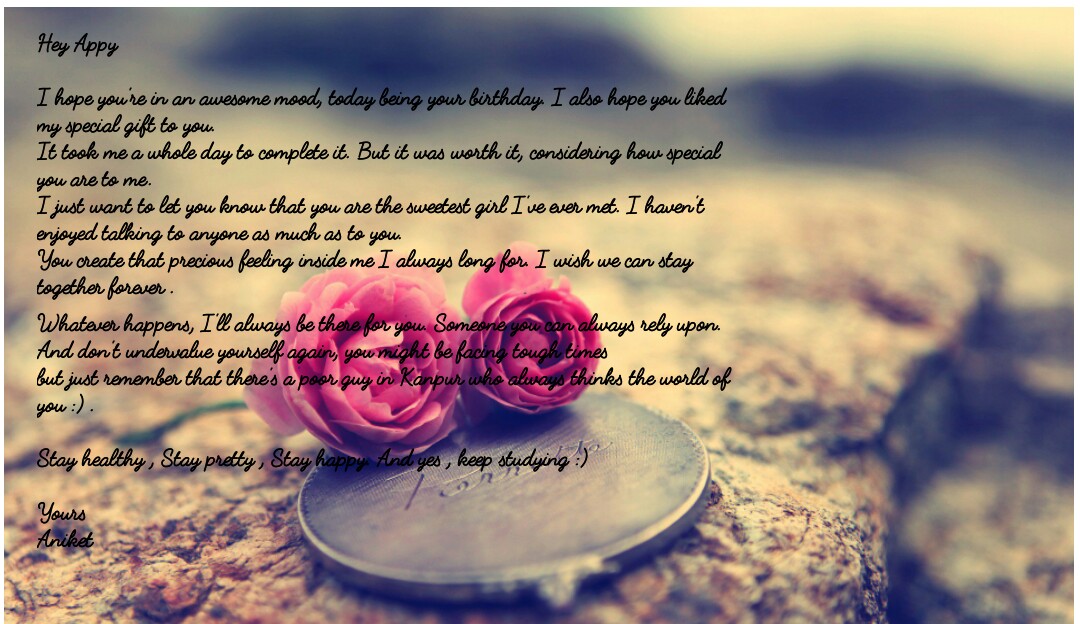 Hey Appy
I hope you're in an awesome mood, today being your birthday. I also hope you liked
my special gift to you.
It took me a whole day to complete it. But it was worth it, considering how special
you are to me.
I just want to let you know that you are the sweetest girl I've ever met. I haven't
enjoyed talking to anyone as much as to you.
You create that precious feeling inside me I always long for. I wish we can stay
together forever .
Whatever happens, I'll always be there for you. Someone you can always rely upon.
And don't undervalue yourself again, you might be facing tough times
but just remember that there's a poor guy in Kanpur who always thinks the world of
you :) .
Stay healthy , Stay pretty , Stay happy. And yes , keep studying :)
Yours
Aniket